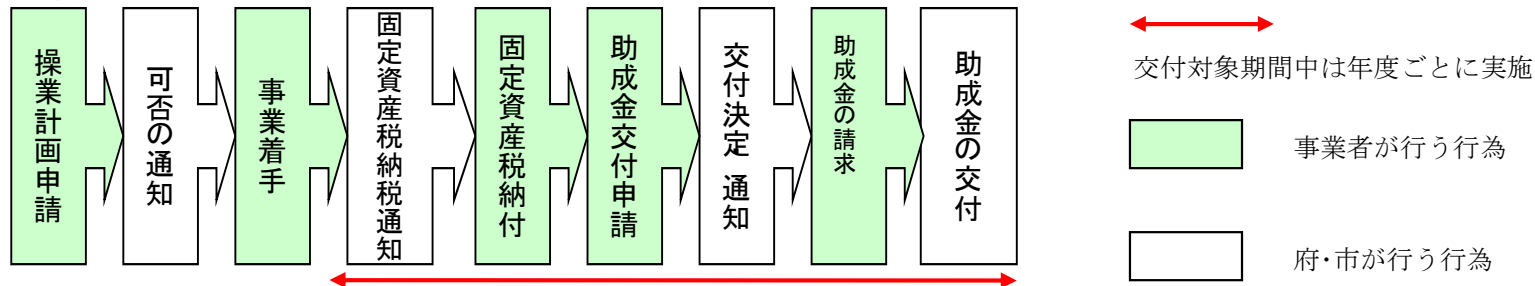 操業計画申請
可否の通知
事業着手
固定資産税納税通知
固定資産税納付
助成金交付申請
交付決定、通知
助成金の請求
助成金の交付
交付対象期間中は年度ごとに実施
事業者が行う行為
府・市が行う行為